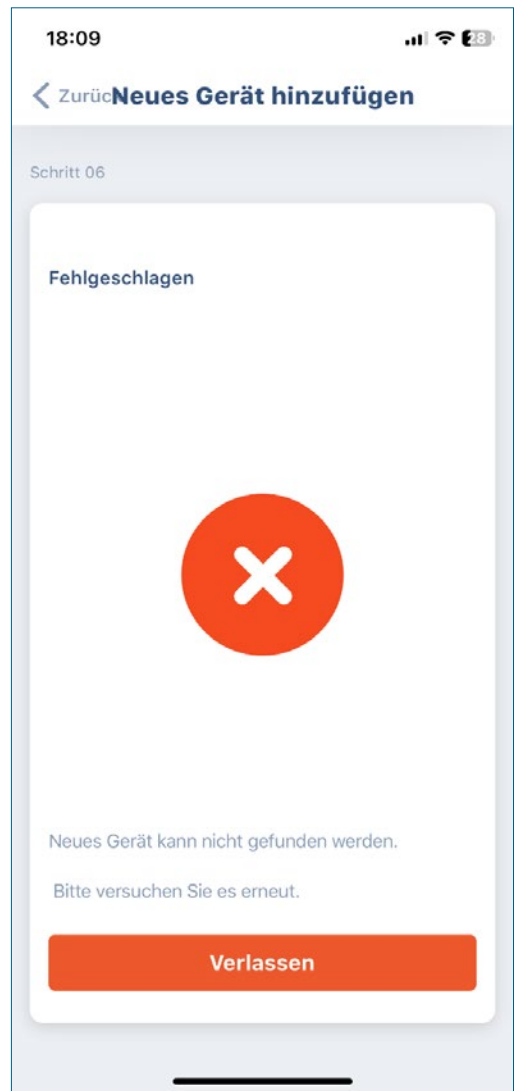 18:09
28
Zurüc
Neues Gerät hinzufügen
Schritt 06
Fehlgeschlagen
Neues Gerät kann nicht gefunden werden.
Bitte versuchen Sie es erneut.
Verlassen